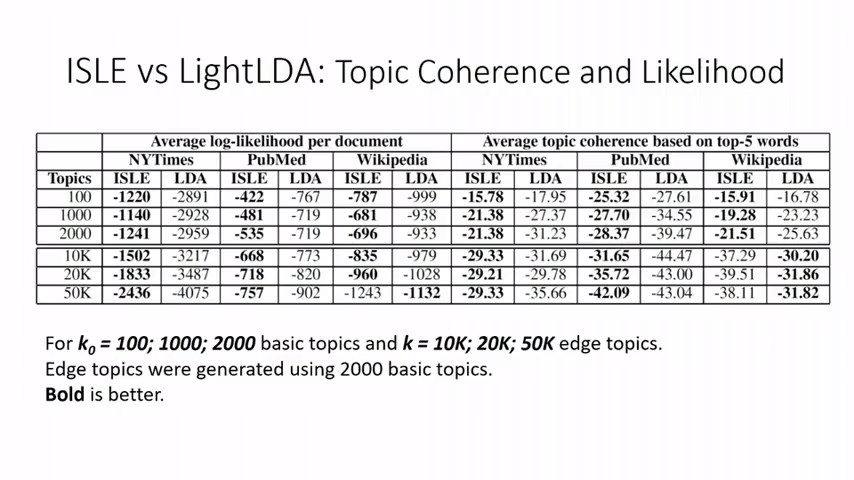 ISLE vs LightLDA: Topic Coherence and Likelihood
Average log-likelihood per document Average topic coherence based on top-5 words
NYTimes PubMed Wikipedia NYTimes PubMed Wikipedia
Topics ISLE LDA ISLE LDA ISLE LDA ISLE LDA ISLE LDA ISLE LDA
100 -1220 -2891 -422 -767 -787 -999 -15.78 -17.95 -25.32 -27.61 -15.91 -16.78
1000 -1140 -2928 -481 -719 -681 -938 -21.38 -27.37 -27.70 -34.55 -19.28 -23.23
2000 -1241 -2959 -535 -719 -696 -933 -21.38 -31.23 -28.37 -39.47 -21.51 -25.63
10K -1502 -3217 -668 -773 -835 -979 -29.33 -31.69 -31.65 -44.47 -37.29 -30.20
20K -1833 -3487 -718 -820 -960 -1028 -29.21 -29.78 -35.72 -43.00 -39.51 -31.86
50K -2436 -4075 -757 -902 -1243 -1132 -29.33 -35.66 -42.09 -43.04 -38.11 -31.82
For k0 = 100; 1000; 2000 basic topics and k = 10K; 20K; 50K edge topics.
Edge topics were generated using 2000 basic topics.
Bold is better.